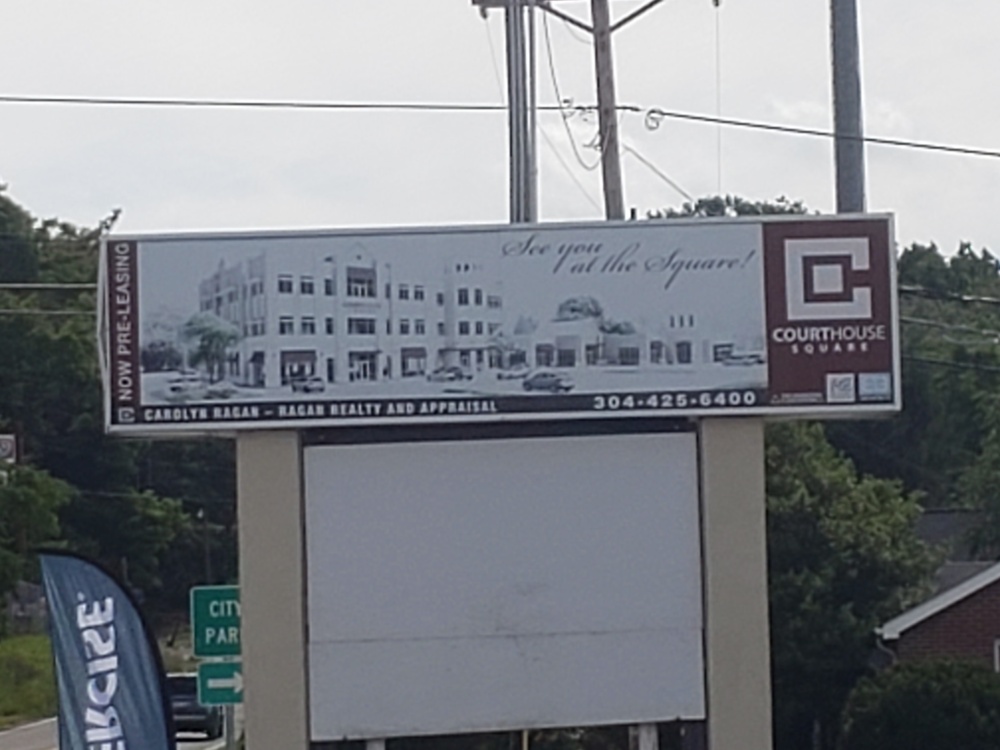 NOW PRE-LEASING
See you
at the Square!
COURTHOUSE
SQUARE
CAROLYN RAGAN – RAGAN REALTY AND APPRAISAL
304-425-6400
CITY
PAR
ERCISE